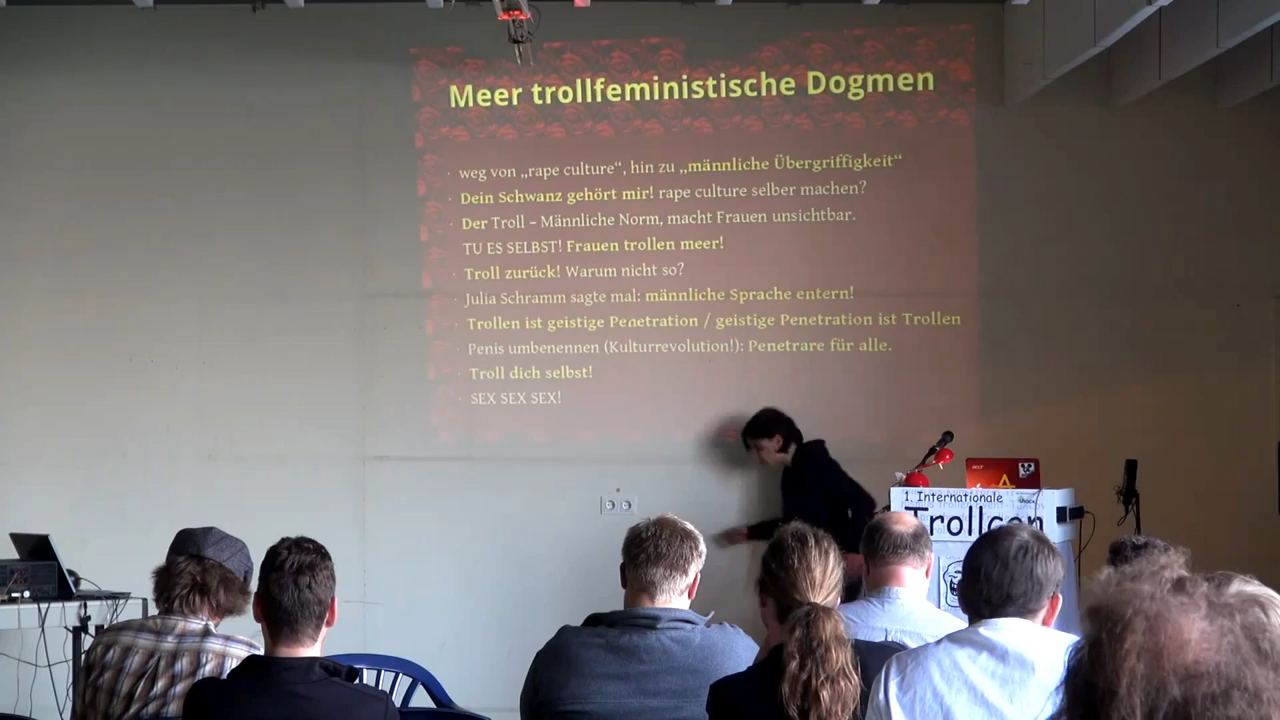 Meer trollfeministische Dogmen
· weg von „rape culture“, hin zu „männliche Übergriffigkeit“
· Dein Schwanz gehört mir! rape culture selber machen?
· Der Troll – Männliche Norm, macht Frauen unsichtbar.
TU ES SELBST! Frauen trollen meer!
· Troll zurück! Warum nicht so?
· Julia Schramm sagte mal: männliche Sprache entern!
· Trollen ist geistige Penetration / geistige Penetration ist Trollen
· Penis umbenennen (Kulturrevolution!): Penetrare für alle.
· Troll dich selbst!
· SEX SEX SEX!
acer
1. Internationale
Trollcon